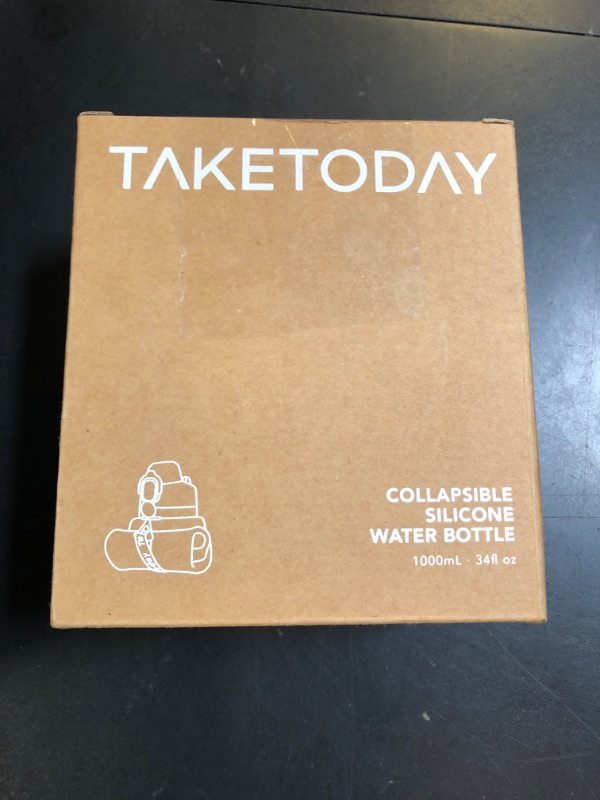 TAKETODAY
COLLAPSIBLE
SILICONE
WATER BOTTLE
1000mL · 34fl oz